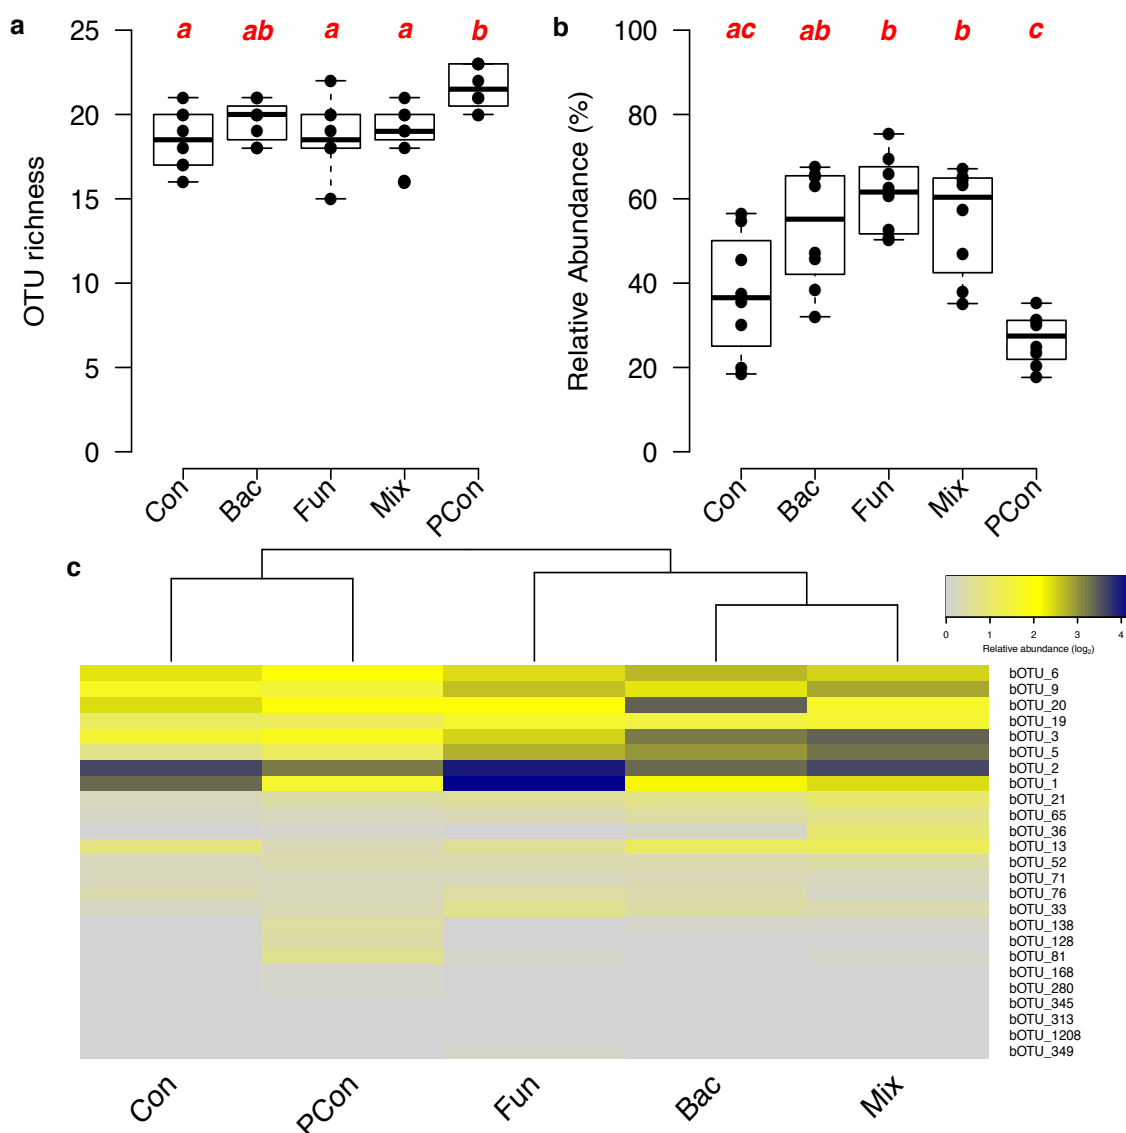 a
a ab a a b
25
20
15
10
5
0
OTU richness
Con Bac Fun Mix PCon
b
ac ab b b c
100
80
60
40
20
0
Relative Abundance (%)
Con Bac Fun Mix PCon
c
0 1 2 3 4
Relative abundance (log2)
bOTU_6
bOTU_9
bOTU_20
bOTU_19
bOTU_3
bOTU_5
bOTU_2
bOTU_1
bOTU_21
bOTU_65
bOTU_36
bOTU_13
bOTU_52
bOTU_71
bOTU_76
bOTU_33
bOTU_138
bOTU_128
bOTU_81
bOTU_168
bOTU_280
bOTU_345
bOTU_313
bOTU_1208
bOTU_349
Con PCon Fun Bac Mix